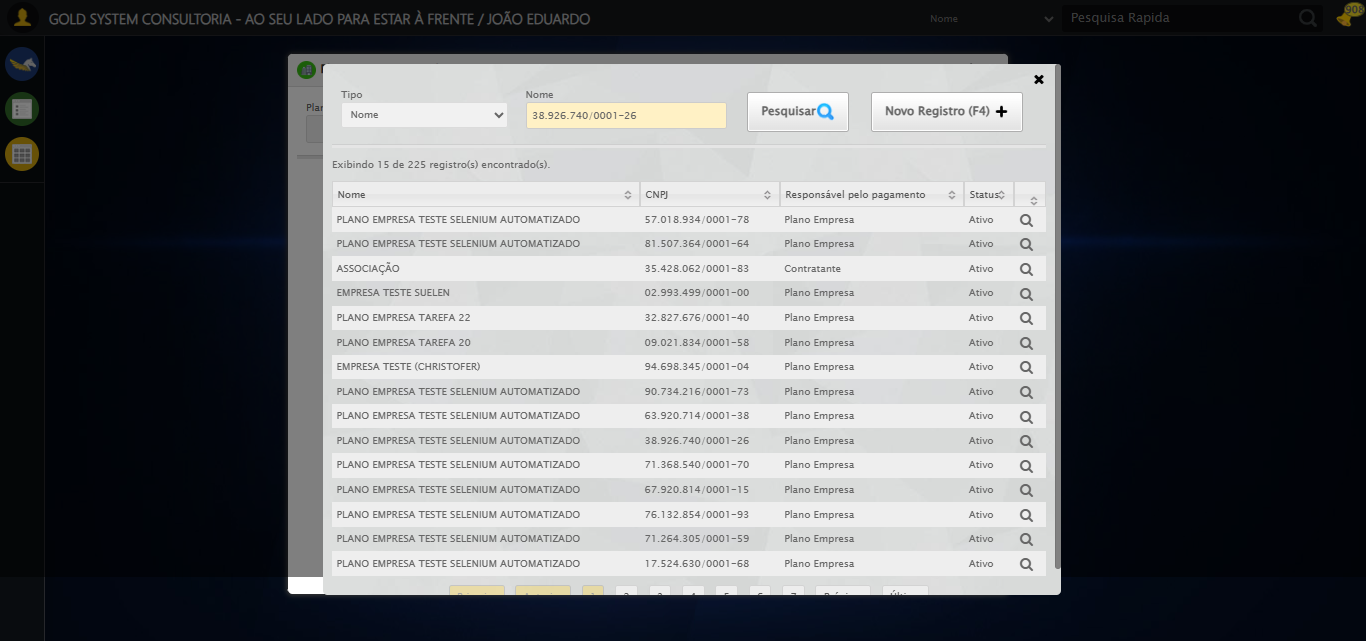 GOLD SYSTEM CONSULTORIA - AO SEU LADO PARA ESTAR À FRENTE / JOÃO EDUARDO
Nome
Pesquisa Rapida
908
Tipo
Nome
Nome
38.926.740/0001-26
Pesquisar
Novo Registro (F4)
Exibindo 15 de 225 registro(s) encontrado(s).
Nome CNPJ Responsável pelo pagamento Status
PLANO EMPRESA TESTE SELENIUM AUTOMATIZADO 57.018.934/0001-78 Plano Empresa Ativo
PLANO EMPRESA TESTE SELENIUM AUTOMATIZADO 81.507.364/0001-64 Plano Empresa Ativo
ASSOCIAÇÃO 35.428.062/0001-83 Contratante Ativo
EMPRESA TESTE SUELEN 02.993.499/0001-00 Plano Empresa Ativo
PLANO EMPRESA TAREFA 22 32.827.676/0001-40 Plano Empresa Ativo
PLANO EMPRESA TAREFA 20 09.021.834/0001-58 Plano Empresa Ativo
EMPRESA TESTE (CHRISTOFER) 94.698.345/0001-04 Plano Empresa Ativo
PLANO EMPRESA TESTE SELENIUM AUTOMATIZADO 90.734.216/0001-73 Plano Empresa Ativo
PLANO EMPRESA TESTE SELENIUM AUTOMATIZADO 63.920.714/0001-38 Plano Empresa Ativo
PLANO EMPRESA TESTE SELENIUM AUTOMATIZADO 38.926.740/0001-26 Plano Empresa Ativo
PLANO EMPRESA TESTE SELENIUM AUTOMATIZADO 71.368.540/0001-70 Plano Empresa Ativo
PLANO EMPRESA TESTE SELENIUM AUTOMATIZADO 67.920.814/0001-15 Plano Empresa Ativo
PLANO EMPRESA TESTE SELENIUM AUTOMATIZADO 76.132.854/0001-93 Plano Empresa Ativo
PLANO EMPRESA TESTE SELENIUM AUTOMATIZADO 71.264.305/0001-59 Plano Empresa Ativo
PLANO EMPRESA TESTE SELENIUM AUTOMATIZADO 17.524.630/0001-68 Plano Empresa Ativo